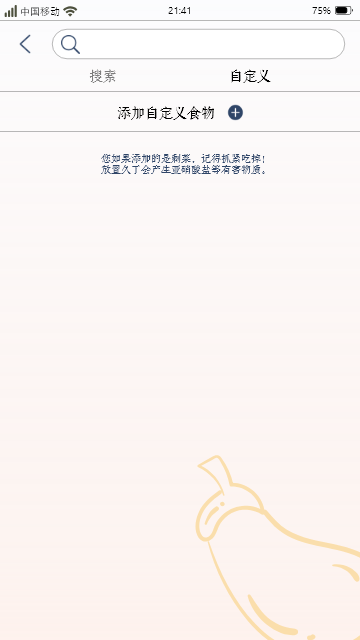 中国移动 21:41 75%
搜索 自定义
添加自定义食物
您如果添加的是剩菜，记得抓紧吃掉！
放置久了会产生亚硝酸盐等有害物质。